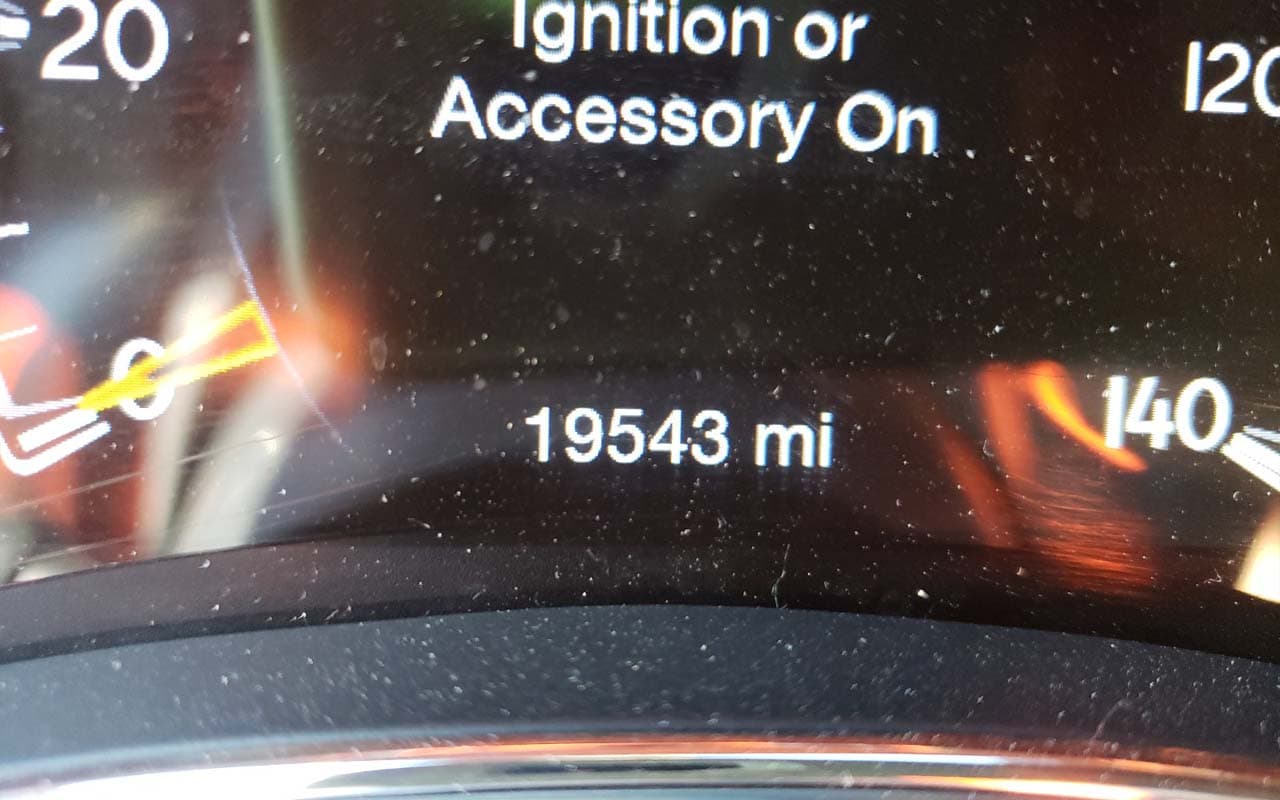 Ignition or
20
120
Accessory On
0
140
19543 mi